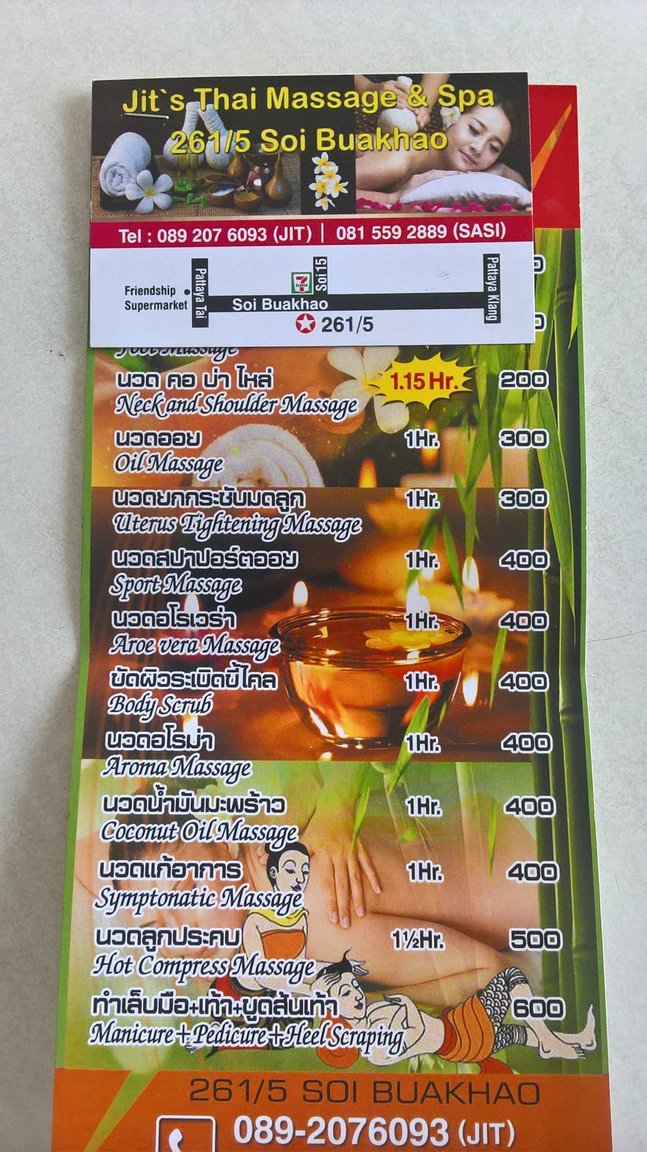 Jit`s Thai Massage & Spa
261/5 Soi Buakhao
Tel : 089 207 6093 (JIT) | 081 559 2889 (SASI)
Friendship
Supermarket
Pattaya Tai
7 ELEVEN
Soi 15
Soi Buakhao
261/5
Pattaya Klang
Foot Massage
นวด คอ บ่า ไหล่ 1.15 Hr. 200
Neck and Shoulder Massage
นวดออย 1Hr. 300
Oil Massage
นวดยกกระชับมดลูก 1Hr. 300
Uterus Tightening Massage
นวดสปาปอร์ตออย 1Hr. 400
Sport Massage
นวดอโรเวร่า 1Hr. 400
Aroe vera Massage
ขัดผิวระเบิดขี้ไคล 1Hr. 400
Body Scrub
นวดอโรม่า 1Hr. 400
Aroma Massage
นวดน้ำมันมะพร้าว 1Hr. 400
Coconut Oil Massage
นวดแก้อาการ 1Hr. 400
Symptonatic Massage
นวดลูกประคบ 1½Hr. 500
Hot Compress Massage
ทำเล็บมือ+เท้า+ขูดส้นเท้า 600
Manicure+Pedicure+Heel Scraping
261/5 SOI BUAKHAO
089-2076093 (JIT)